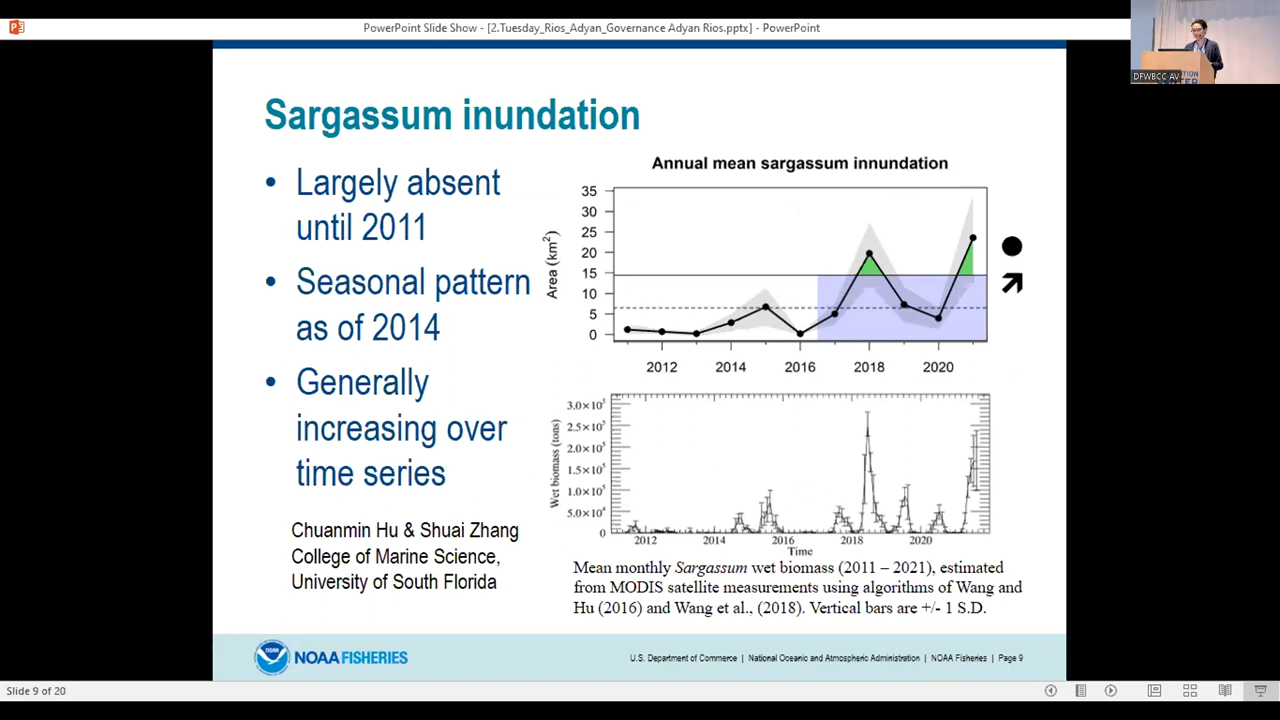 PowerPoint Slide Show - [2.Tuesday_Rios_Adyan_Governance Adyan Rios.pptx] - PowerPoint
DFWBCC AV
Sargassum inundation
• Largely absent
until 2011
• Seasonal pattern
as of 2014
• Generally
increasing over
time series
Chuanmin Hu & Shuai Zhang
College of Marine Science,
University of South Florida
Annual mean sargassum innundation
Area (km²)
35
30
25
20
15
10
5
0
2012 2014 2016 2018 2020
Wet biomass (tons)
3.0×10⁵
2.5×10⁵
2.0×10⁵
1.5×10⁵
1.0×10⁵
5.0×10⁴
0
2012 2014 2016 2018 2020
Time
Mean monthly Sargassum wet biomass (2011 – 2021), estimated
from MODIS satellite measurements using algorithms of Wang and
Hu (2016) and Wang et al., (2018). Vertical bars are +/- 1 S.D.
NOAA FISHERIES
U.S. Department of Commerce | National Oceanic and Atmospheric Administration | NOAA Fisheries | Page 9
Slide 9 of 20